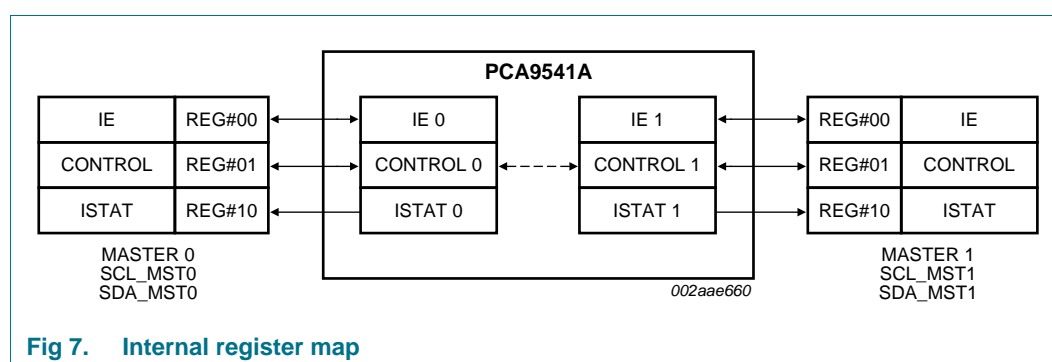 PCA9541A
IE REG#00 IE 0 IE 1 REG#00 IE
CONTROL REG#01 CONTROL 0 CONTROL 1 REG#01 CONTROL
ISTAT REG#10 ISTAT 0 ISTAT 1 REG#10 ISTAT
MASTER 0
SCL_MST0
SDA_MST0
MASTER 1
SCL_MST1
SDA_MST1
002aae660
Fig 7. Internal register map